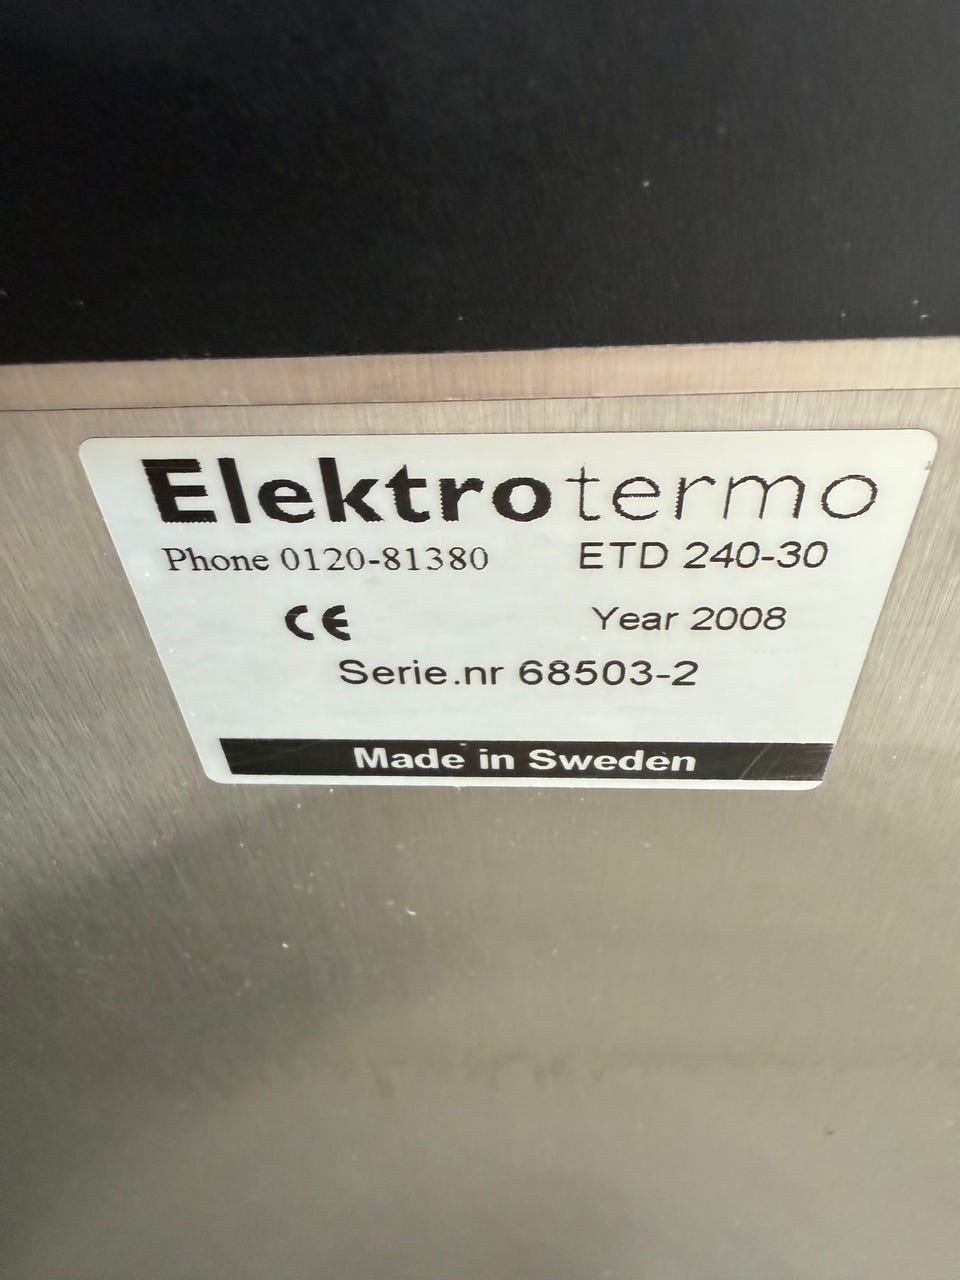 Elektrotermo
Phone 0120-81380 ETD 240-30
CE Year 2008
Serie.nr 68503-2
Made in Sweden